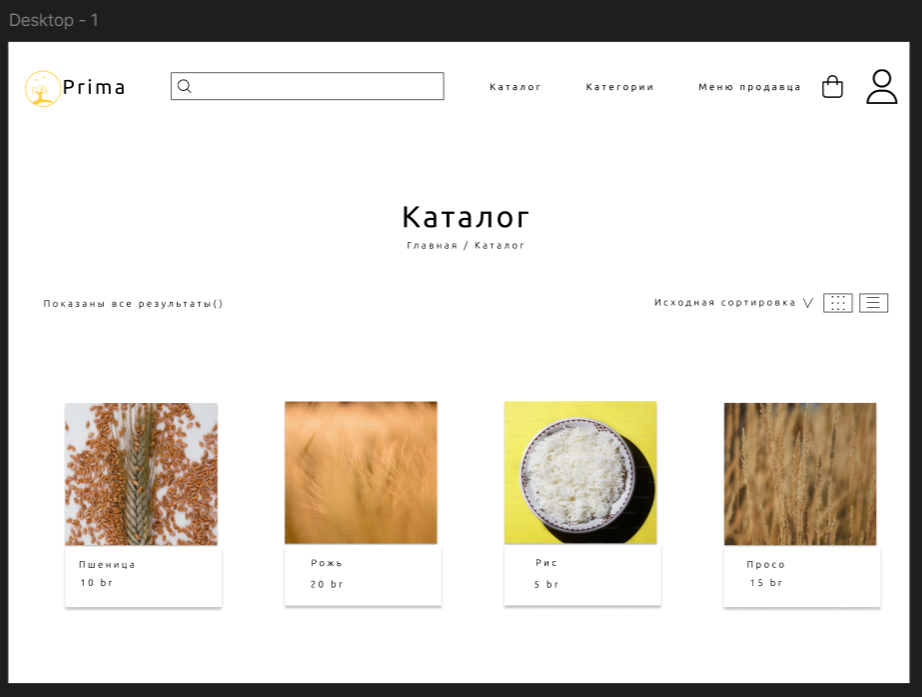 Desktop - 1
Prima
Каталог Категории Меню продавца
Каталог
Главная / Каталог
Показаны все результаты()
Исходная сортировка
Пшеница
10 br
Рожь
20 br
Рис
5 br
Просо
15 br